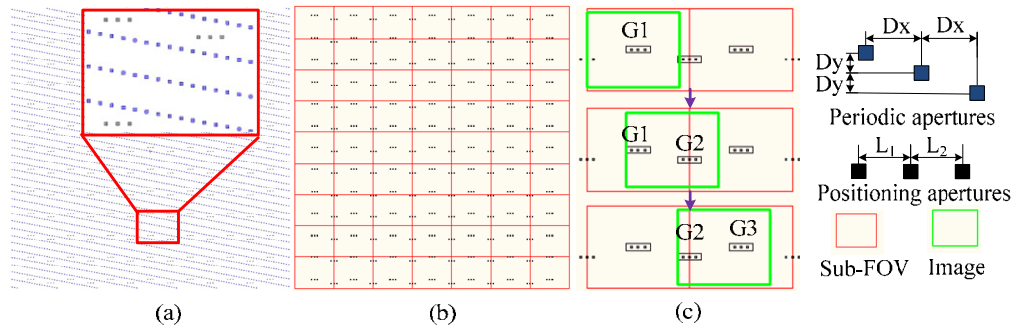 G1
G1
G2
G2
G3
Dx
Dx
Dy
Dy
Periodic apertures
L1
L2
Positioning apertures
Sub-FOV
Image
(a)
(b)
(c)